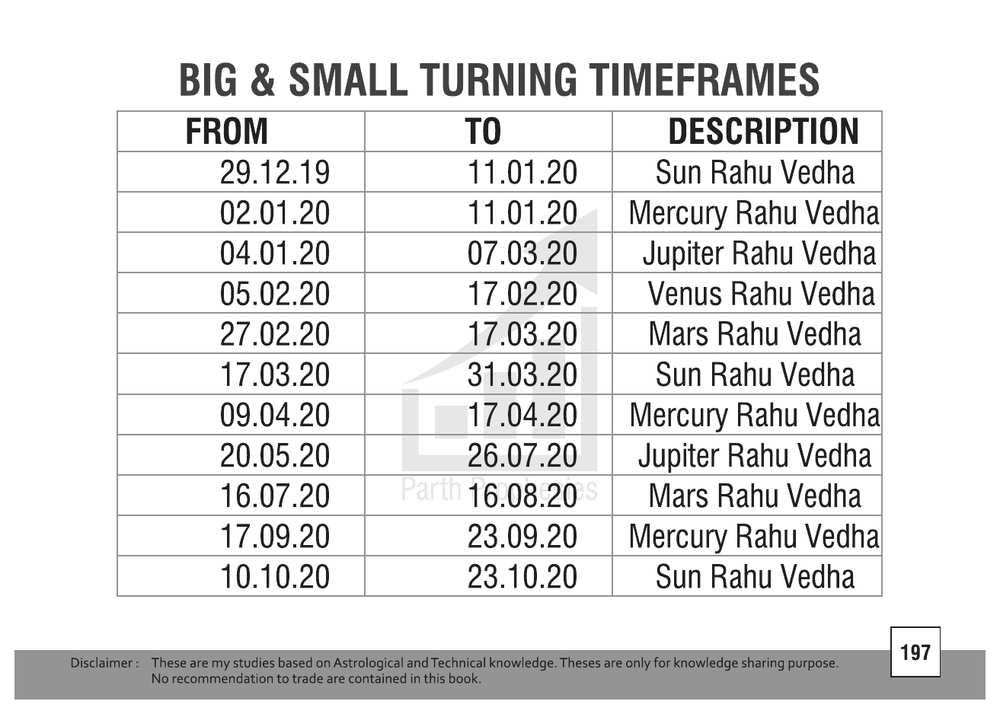 BIG & SMALL TURNING TIMEFRAMES
FROM TO DESCRIPTION
29.12.19 11.01.20 Sun Rahu Vedha
02.01.20 11.01.20 Mercury Rahu Vedha
04.01.20 07.03.20 Jupiter Rahu Vedha
05.02.20 17.02.20 Venus Rahu Vedha
27.02.20 17.03.20 Mars Rahu Vedha
17.03.20 31.03.20 Sun Rahu Vedha
09.04.20 17.04.20 Mercury Rahu Vedha
20.05.20 26.07.20 Jupiter Rahu Vedha
16.07.20 16.08.20 Mars Rahu Vedha
17.09.20 23.09.20 Mercury Rahu Vedha
10.10.20 23.10.20 Sun Rahu Vedha
Parth
Disclaimer : These are my studies based on Astrological and Technical knowledge. Theses are only for knowledge sharing purpose.
No recommendation to trade are contained in this book.
197